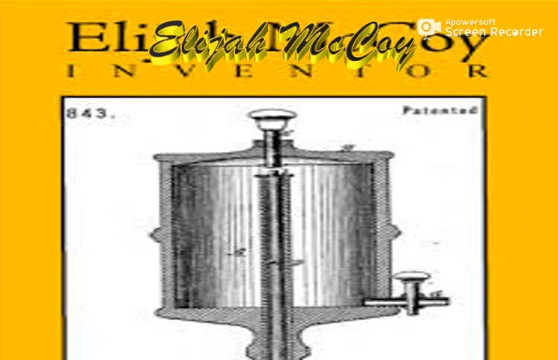 Elijah McCoy
Elijah McCoy
INVENTOR
Apowersoft
Screen Recorder
843.
Patented